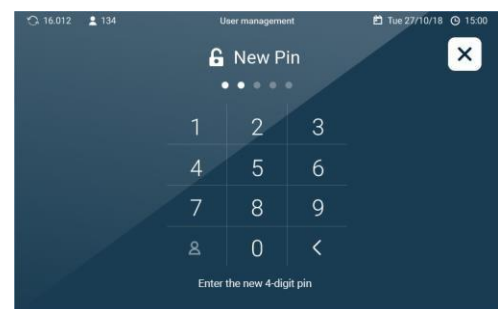 16.012 134 User management Tue 27/10/18 15:00
New Pin
1 2 3
4 5 6
7 8 9
0
Enter the new 4-digit pin